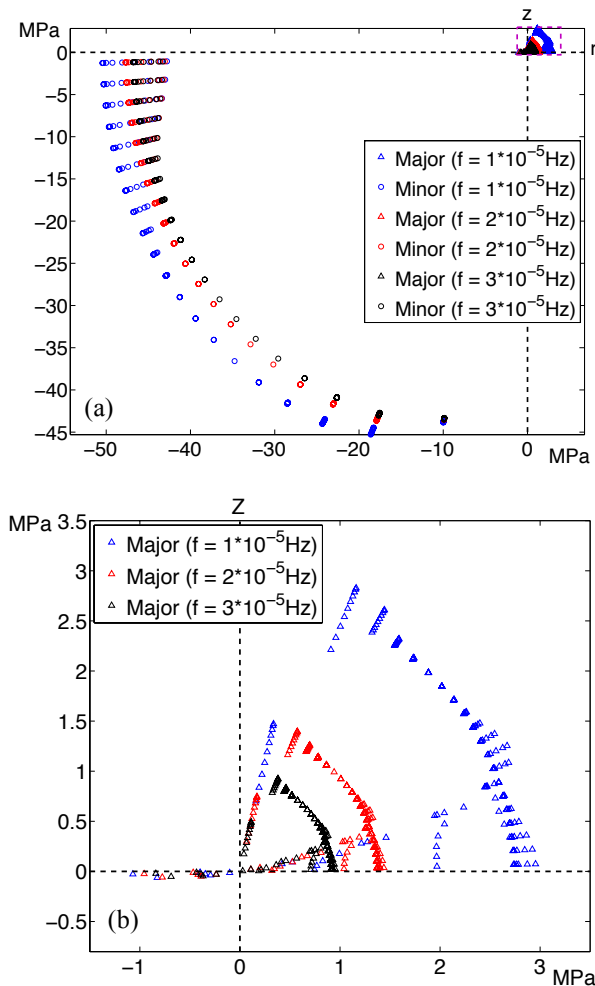 MPa
z
r
0
−5
−10
−15
−20
−25
−30
−35
−40
−45
Major (f = 1*10−5Hz)
Minor (f = 1*10−5Hz)
Major (f = 2*10−5Hz)
Minor (f = 2*10−5Hz)
Major (f = 3*10−5Hz)
Minor (f = 3*10−5Hz)
(a)
−50 −40 −30 −20 −10 0
MPa
Z
MPa
3.5
3
2.5
2
1.5
1
0.5
0
−0.5
Major (f = 1*10−5Hz)
Major (f = 2*10−5Hz)
Major (f = 3*10−5Hz)
(b)
−1 0 1 2 3
MPa